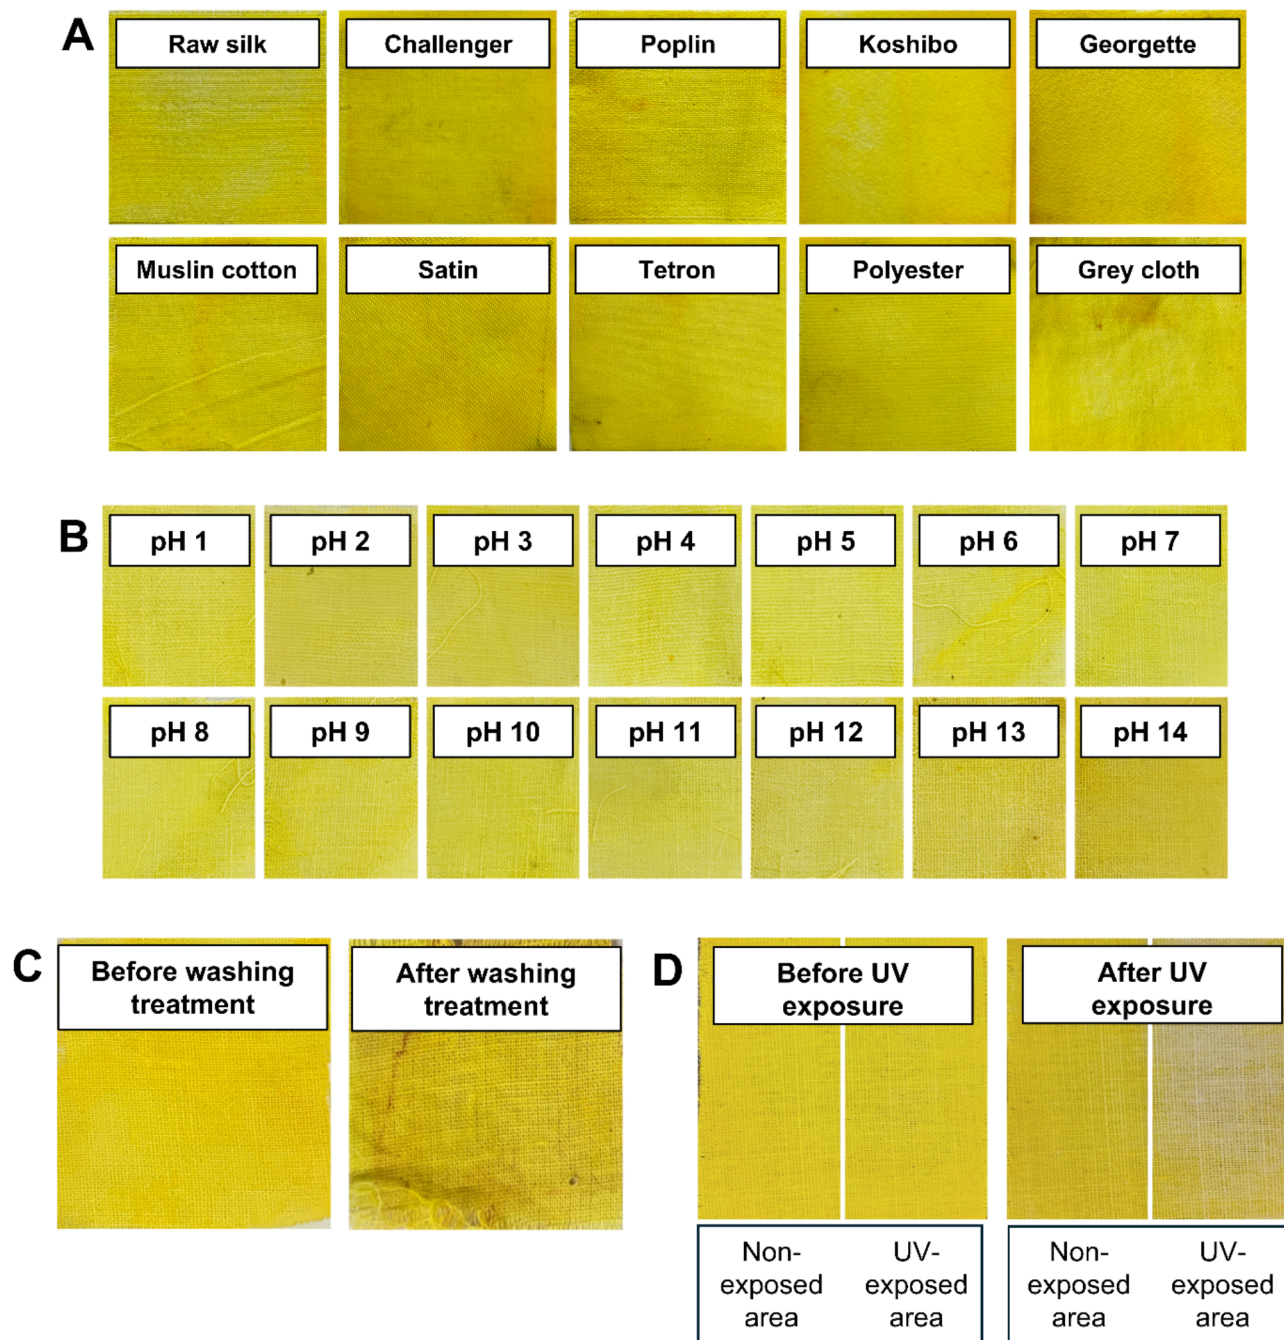 A
Raw silk
Challenger
Poplin
Koshibo
Georgette
Muslin cotton
Satin
Tetron
Polyester
Grey cloth
B
pH 1
pH 2
pH 3
pH 4
pH 5
pH 6
pH 7
pH 8
pH 9
pH 10
pH 11
pH 12
pH 13
pH 14
C
Before washing
treatment
After washing
treatment
D
Before UV
exposure
After UV
exposure
Non-
exposed
area
UV-
exposed
area
Non-
exposed
area
UV-
exposed
area